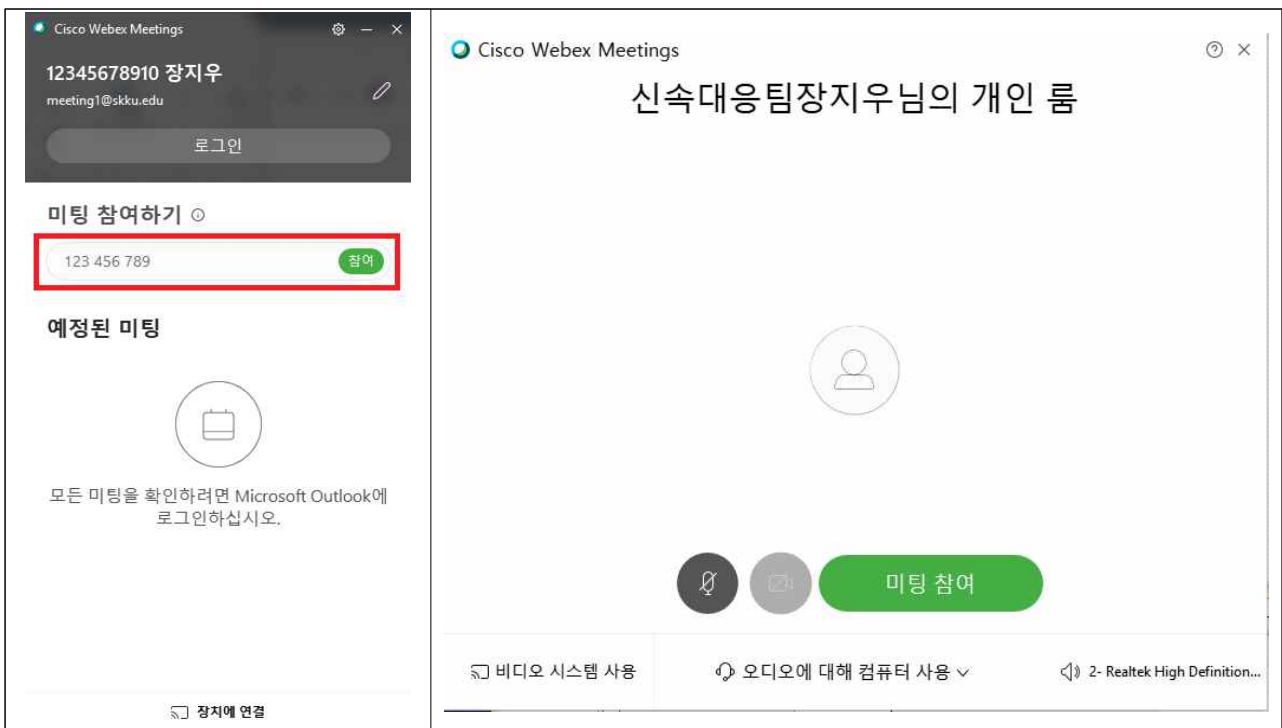 Cisco Webex Meetings
12345678910 장지우
meeting1@skku.edu
로그인
미팅 참여하기
123 456 789
참여
예정된 미팅
모든 미팅을 확인하려면 Microsoft Outlook에
로그인하십시오.
장치에 연결
Cisco Webex Meetings
신속대응팀장지우님의 개인 룸
미팅 참여
비디오 시스템 사용
오디오에 대해 컴퓨터 사용
2- Realtek High Definition...